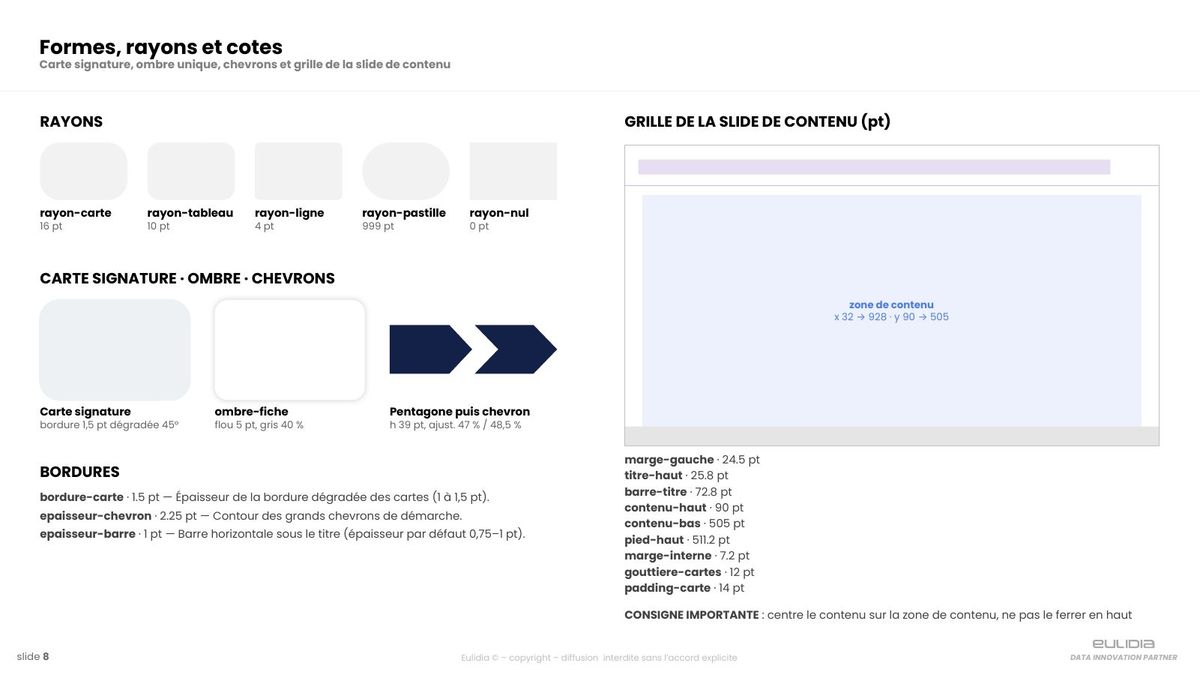 Formes, rayons et cotes
Carte signature, ombre unique, chevrons et grille de la slide de contenu
RAYONS
rayon-carte
16 pt
rayon-tableau
10 pt
rayon-ligne
4 pt
rayon-pastille
999 pt
rayon-nul
0 pt
CARTE SIGNATURE · OMBRE · CHEVRONS
Carte signature
bordure 1,5 pt dégradée 45°
ombre-fiche
flou 5 pt, gris 40 %
Pentagone puis chevron
h 39 pt, ajust. 47 % / 48,5 %
BORDURES
bordure-carte · 1.5 pt — Épaisseur de la bordure dégradée des cartes (1 à 1,5 pt).
epaisseur-chevron · 2.25 pt — Contour des grands chevrons de démarche.
epaisseur-barre · 1 pt — Barre horizontale sous le titre (épaisseur par défaut 0,75–1 pt).
GRILLE DE LA SLIDE DE CONTENU (pt)
zone de contenu
x 32 → 928 · y 90 → 505
marge-gauche · 24.5 pt
titre-haut · 25.8 pt
barre-titre · 72.8 pt
contenu-haut · 90 pt
contenu-bas · 505 pt
pied-haut · 511.2 pt
marge-interne · 7.2 pt
gouttiere-cartes · 12 pt
padding-carte · 14 pt
CONSIGNE IMPORTANTE : centre le contenu sur la zone de contenu, ne pas le ferrer en haut
slide 8
Eulidia © – copyright – diffusion interdite sans l'accord explicite
EULIDIA
DATA INNOVATION PARTNER